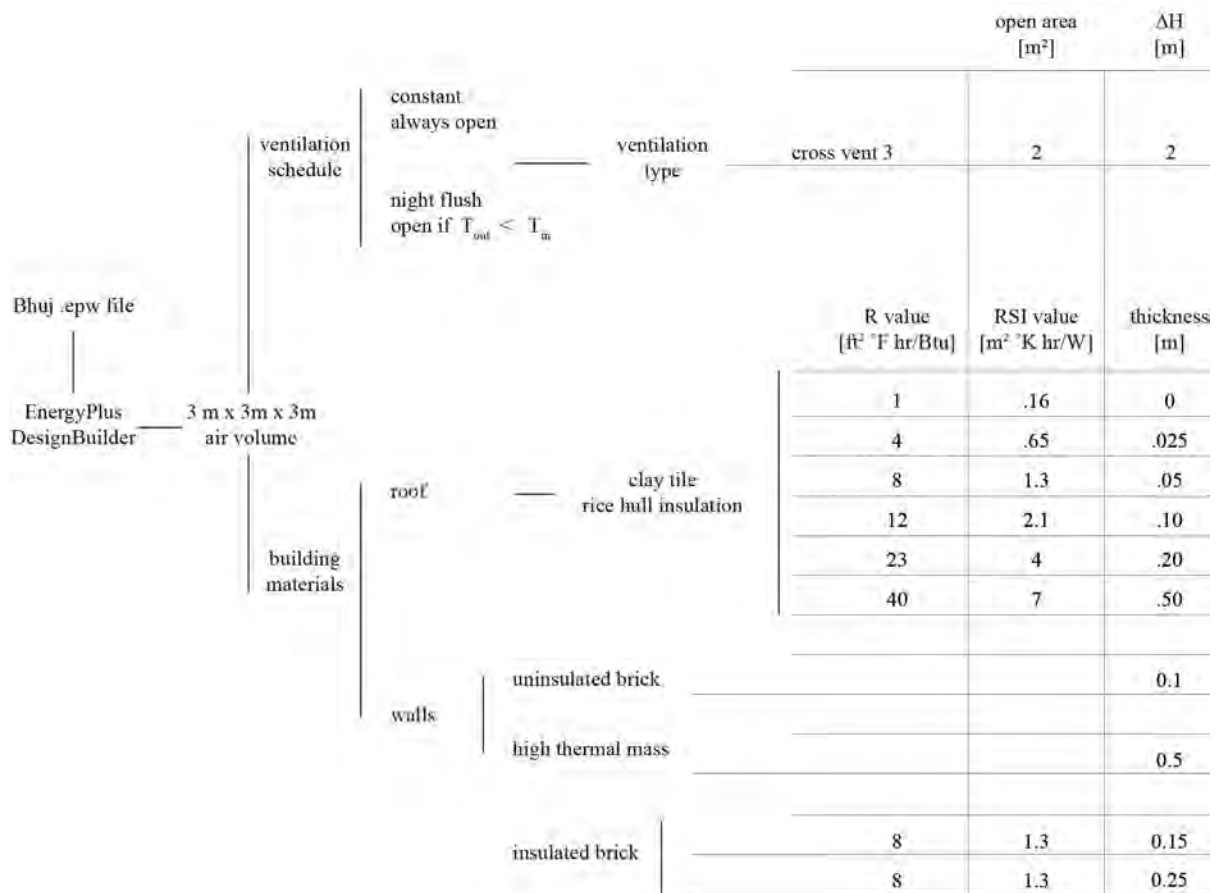 open area ΔH
[m²] [m]
constant
always open
ventilation
schedule
ventilation
type
cross vent 3 2 2
night flush
open if T_out < T_in
Bhuj .epw file
R value RSI value thickness
[ft² °F hr/Btu] [m² °K hr/W] [m]
1 .16 0
EnergyPlus
DesignBuilder
3 m x 3m x 3m
air volume
4 .65 .025
8 1.3 .05
roof
clay tile
rice hull insulation
12 2.1 .10
building
materials
23 4 .20
40 7 .50
uninsulated brick 0.1
walls
high thermal mass 0.5
insulated brick
8 1.3 0.15
8 1.3 0.25